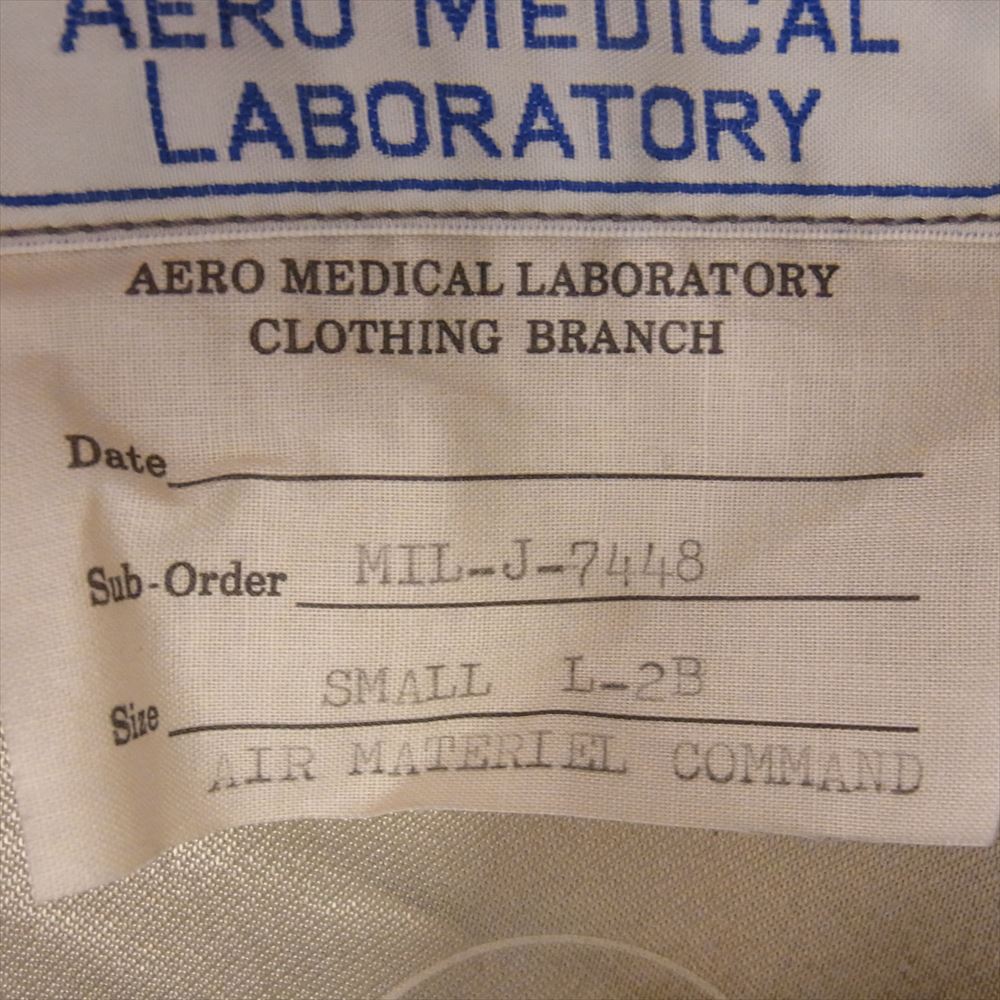 AERO MEDICAL
LABORATORY
AERO MEDICAL LABORATORY
CLOTHING BRANCH
Date
Sub-Order MIL-J-7448
Size SMALL L-2B
AIR MATERIEL COMMAND